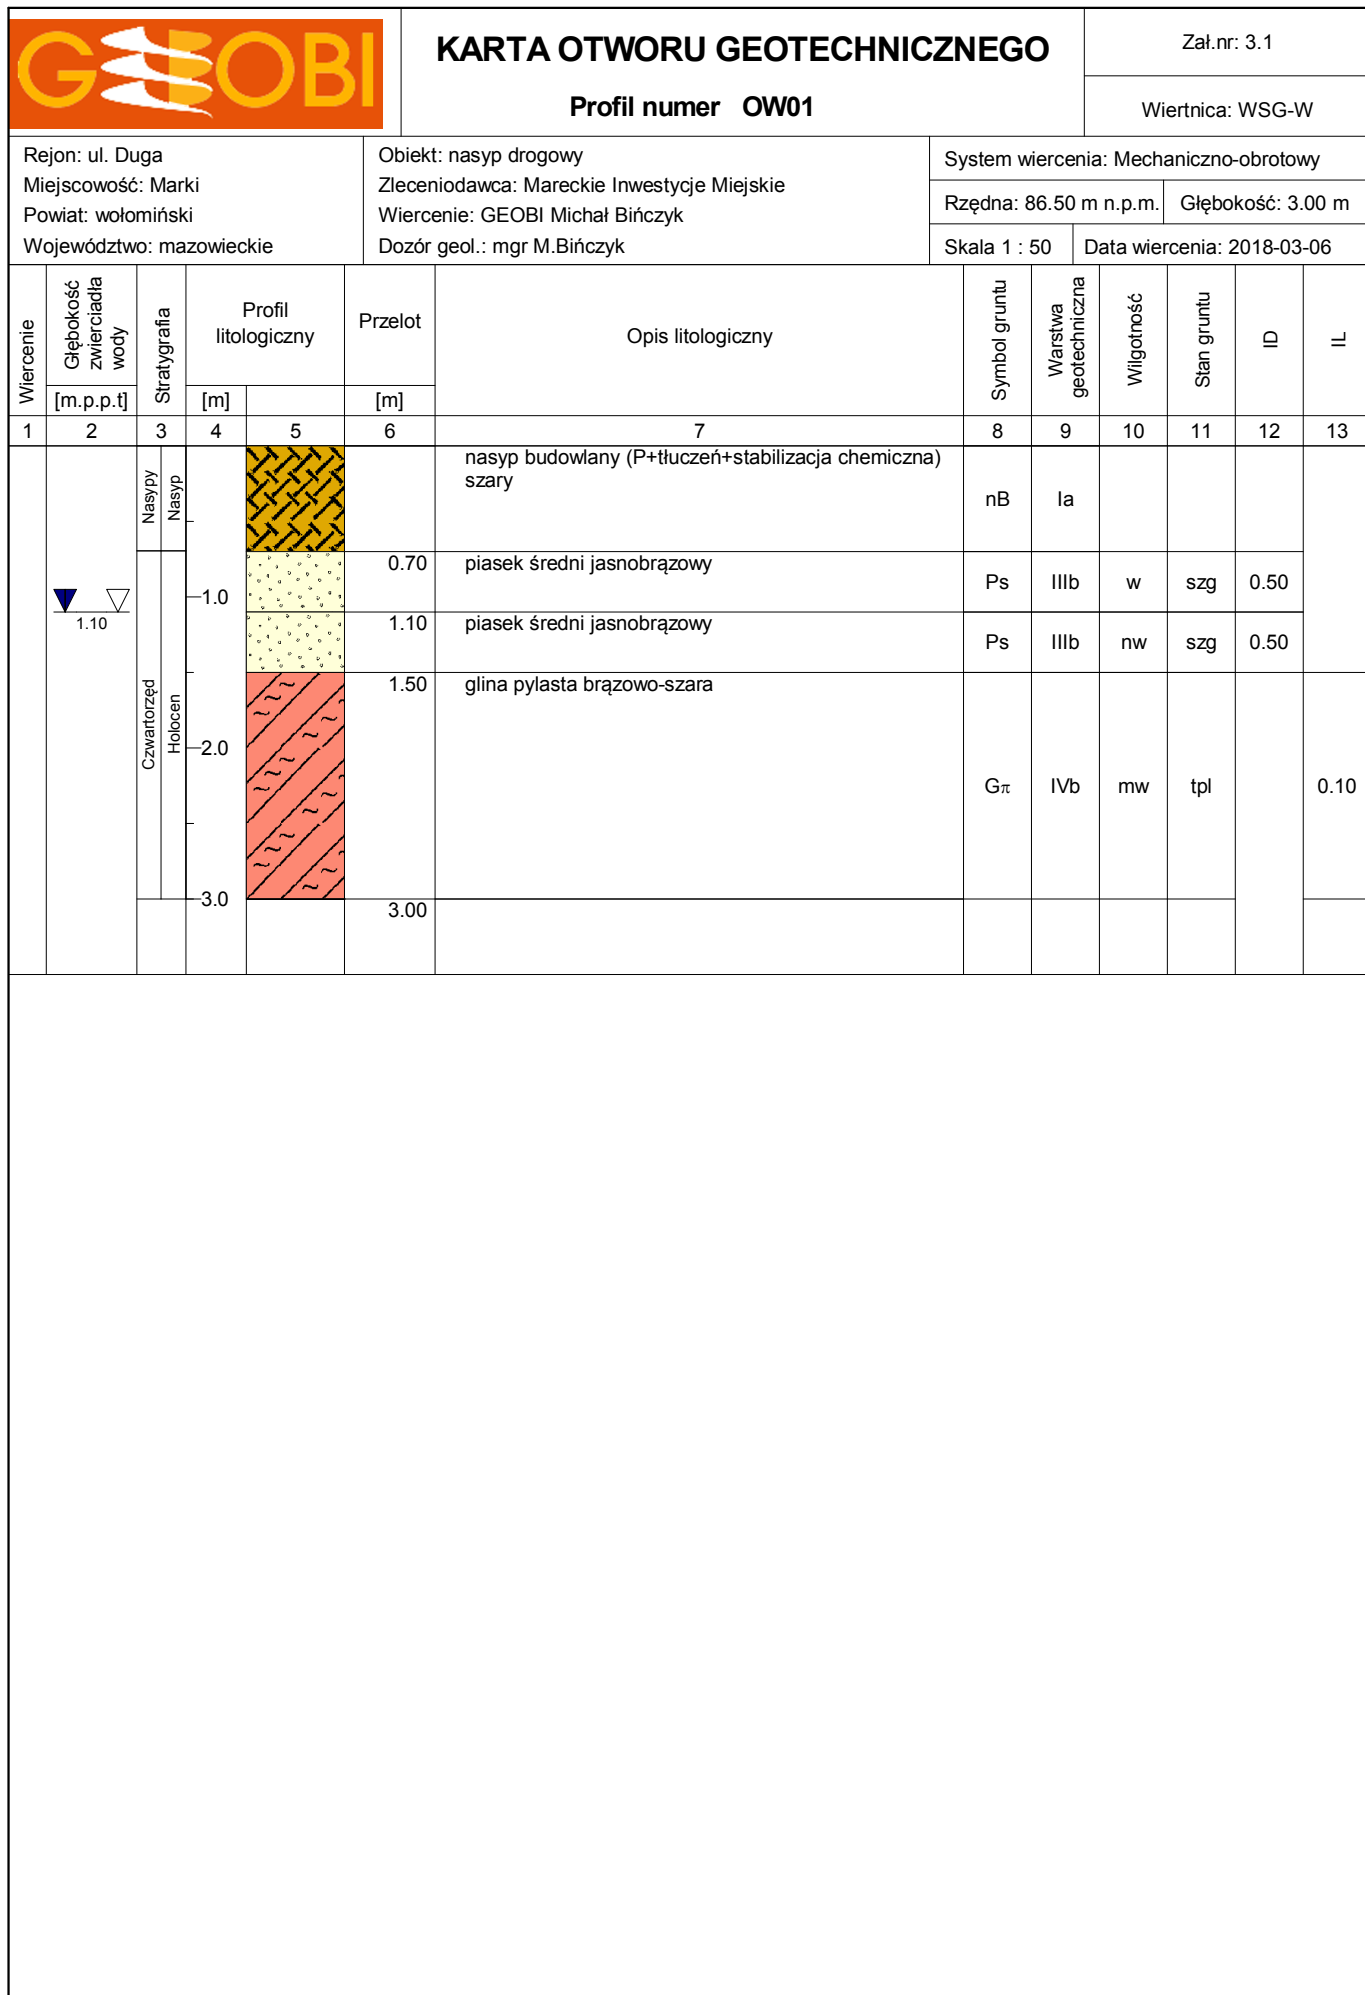 GEOBI
KARTA OTWORU GEOTECHNICZNEGO
Profil numer OW01
Zał.nr: 3.1
Wiertnica: WSG-W
Rejon: ul. Duga
Miejscowość: Marki
Powiat: wołomiński
Województwo: mazowieckie
Obiekt: nasyp drogowy
Zleceniodawca: Mareckie Inwestycje Miejskie
Wiercenie: GEOBI Michał Bińczyk
Dozór geol.: mgr M.Bińczyk
System wiercenia: Mechaniczno-obrotowy
Rzędna: 86.50 m n.p.m. Głębokość: 3.00 m
Skala 1 : 50 Data wiercenia: 2018-03-06
Wiercenie
Głębokość
zwierciadła
wody
[m.p.p.t]
Stratygrafia
Profil
litologiczny
[m]
Przelot
[m]
Opis litologiczny
Symbol gruntu
Warstwa
geotechniczna
Wilgotność
Stan gruntu
ID
IL
1 2 3 4 5 6 7 8 9 10 11 12 13
Nasypy
Nasyp
nasyp budowlany (P+tłuczeń+stabilizacja chemiczna)
szary
nB Ia
0.70 piasek średni jasnobrązowy
Ps IIIb w szg 0.50
1.0
1.10
1.10 piasek średni jasnobrązowy
Ps IIIb nw szg 0.50
Czwartorzęd
Holocen
1.50 glina pylasta brązowo-szara
2.0
Gπ IVb mw tpl 0.10
3.0
3.00